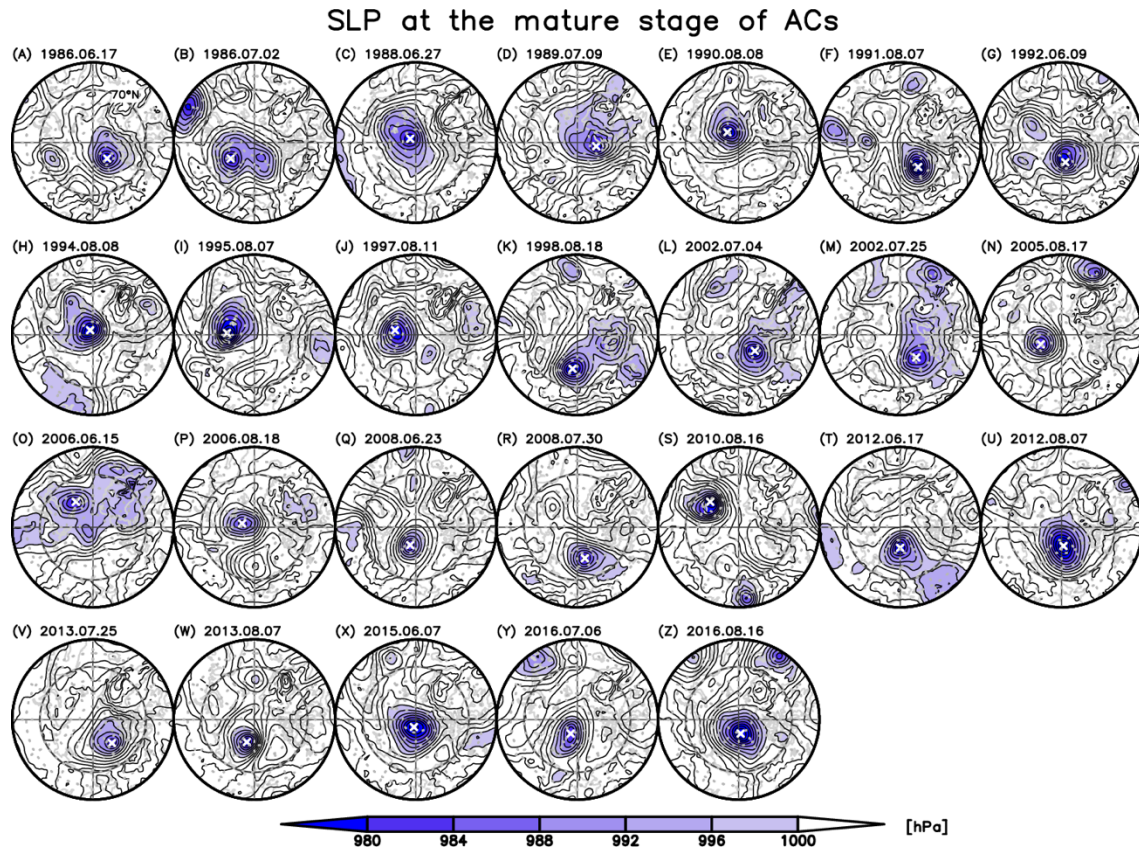 SLP at the mature stage of ACs
(A) 1986.06.17 (B) 1986.07.02 (C) 1988.06.27 (D) 1989.07.09 (E) 1990.08.08 (F) 1991.08.07 (G) 1992.06.09
70°N
(H) 1994.08.08 (I) 1995.08.07 (J) 1997.08.11 (K) 1998.08.18 (L) 2002.07.04 (M) 2002.07.25 (N) 2005.08.17
(O) 2006.06.15 (P) 2006.08.18 (Q) 2008.06.23 (R) 2008.07.30 (S) 2010.08.16 (T) 2012.06.17 (U) 2012.08.07
(V) 2013.07.25 (W) 2013.08.07 (X) 2015.06.07 (Y) 2016.07.06 (Z) 2016.08.16
980 984 988 992 996 1000 [hPa]